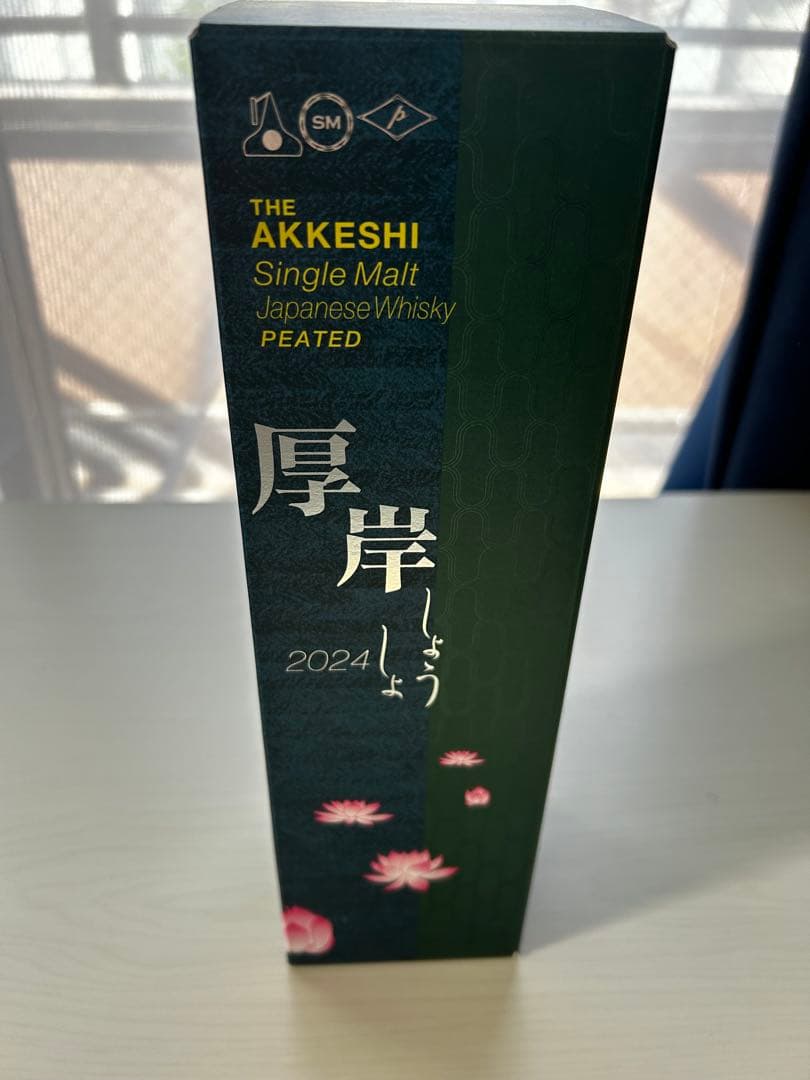 SM
p
THE
AKKESHI
Single Malt
Japanese Whisky
PEATED
厚岸
しょうしょ
2024